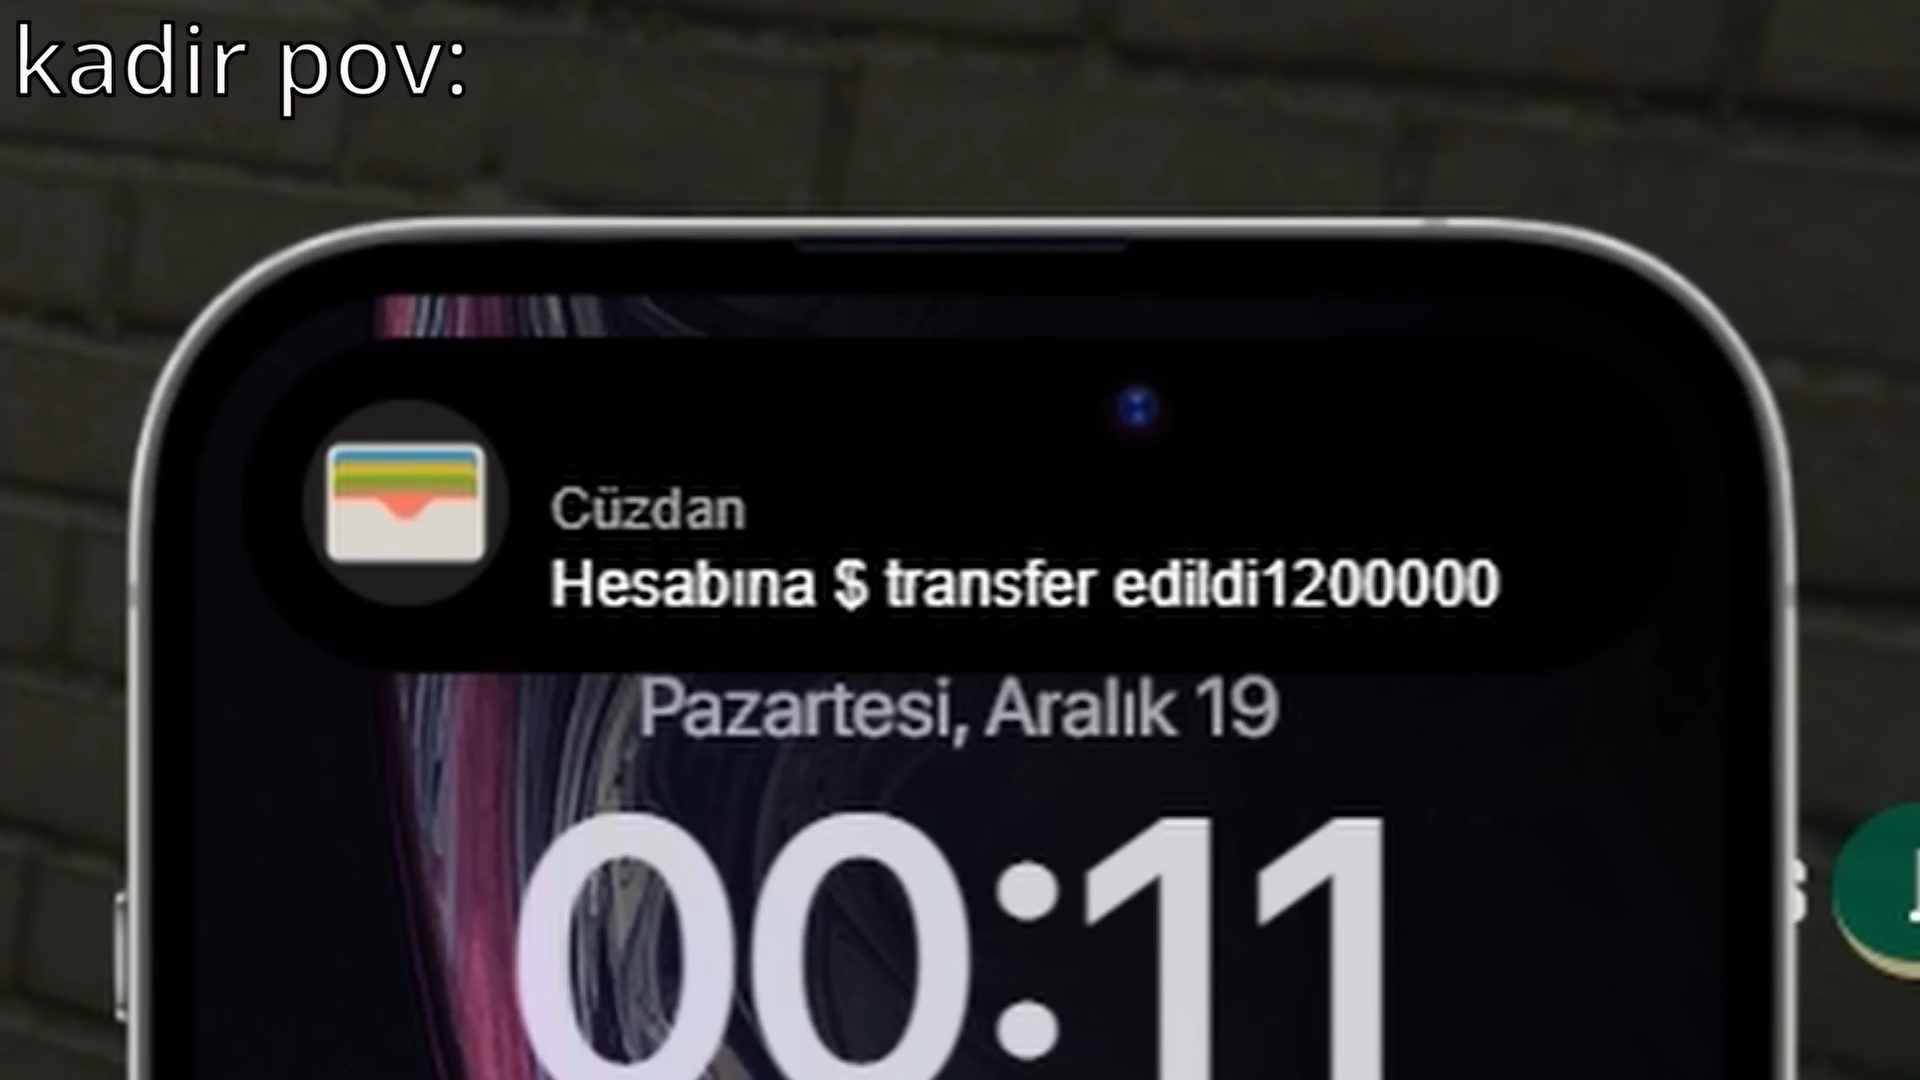 kadir pov:
Cüzdan
Hesabına $ transfer edildi1200000
Pazartesi, Aralık 19
00:11